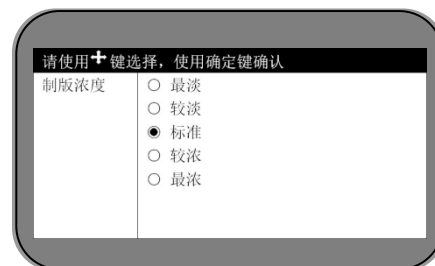 请使用✚键选择，使用确定键确认
制版浓度
○ 最淡
○ 较淡
◉ 标准
○ 较浓
○ 最浓